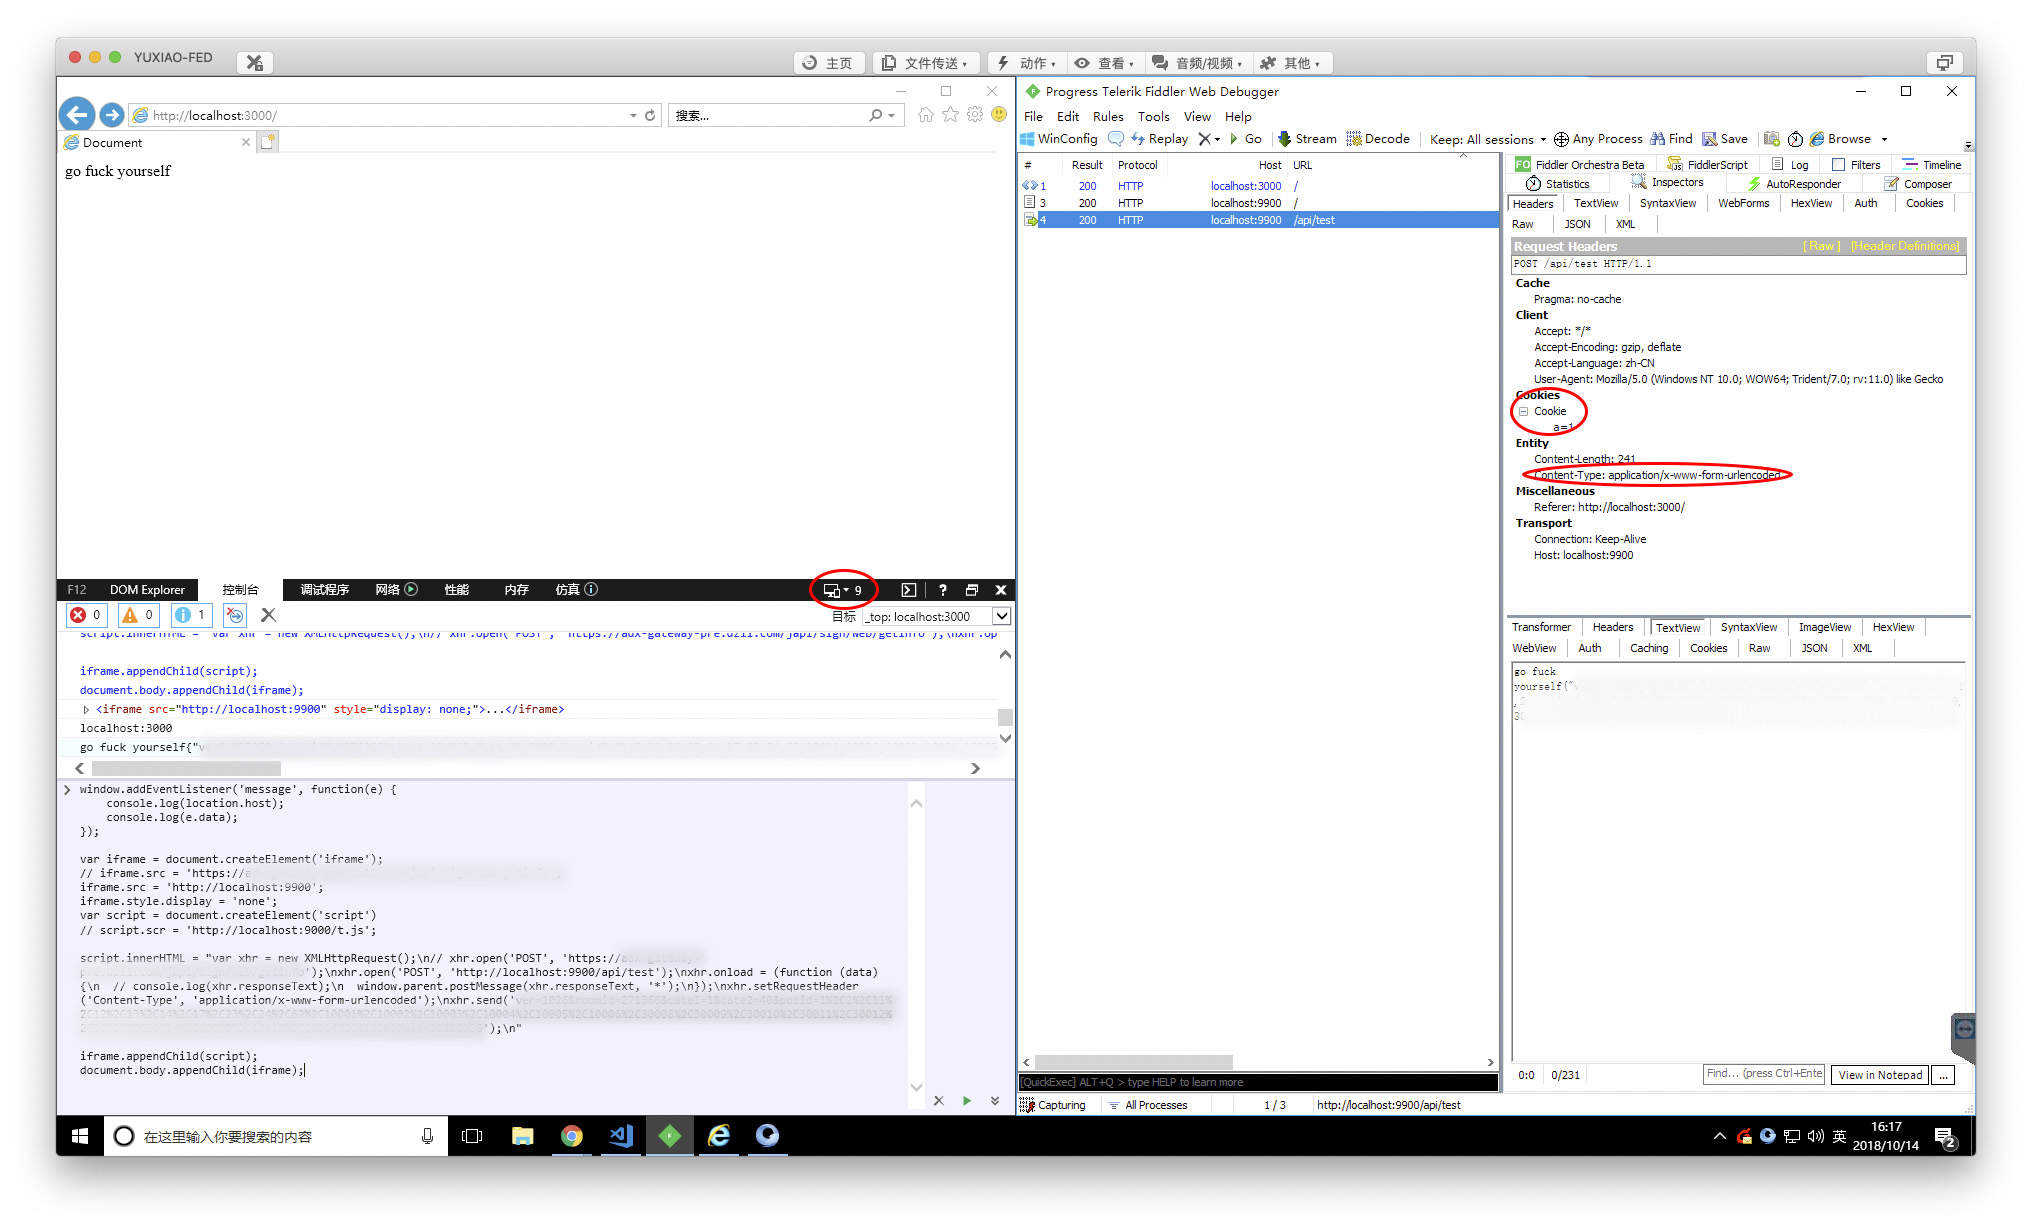 YUXIAO-FED
主页
文件传送
动作
查看
音频/视频
其他
http://localhost:3000/
搜索...
Document
go fuck yourself
F12 DOM Explorer 控制台 调试程序 网络 性能 内存 仿真 9
0 0 1
目标 _top: localhost:3000
iframe.appendChild(script);
document.body.appendChild(iframe);
<iframe src="http://localhost:9900" style="display: none;">...</iframe>
localhost:3000
go fuck yourself{"v
window.addEventListener('message', function(e) {
console.log(location.host);
console.log(e.data);
});
var iframe = document.createElement('iframe');
// iframe.src = 'https://a
iframe.src = 'http://localhost:9900';
iframe.style.display = 'none';
var script = document.createElement('script')
// script.scr = 'http://localhost:9000/t.js';
script.innerHTML = "var xhr = new XMLHttpRequest();\n// xhr.open('POST', 'https://
');\nxhr.open('POST', 'http://localhost:9900/api/test');\nxhr.onload = (function (data)
{\n  // console.log(xhr.responseText);\n  window.parent.postMessage(xhr.responseText, '*');\n});\nxhr.setRequestHeader
('Content-Type', 'application/x-www-form-urlencoded');\nxhr.send('
');\n"
iframe.appendChild(script);
document.body.appendChild(iframe);
Progress Telerik Fiddler Web Debugger
File Edit Rules Tools View Help
WinConfig Replay Go Stream Decode Keep: All sessions Any Process Find Save Browse
# Result Protocol Host URL
1 200 HTTP localhost:3000 /
3 200 HTTP localhost:9900 /
4 200 HTTP localhost:9900 /api/test
[QuickExec] ALT+Q > type HELP to learn more
FO Fiddler Orchestra Beta FiddlerScript Log Filters Timeline
Statistics Inspectors AutoResponder Composer
Headers TextView SyntaxView WebForms HexView Auth Cookies
Raw JSON XML
Request Headers [ Raw ] [Header Definitions]
POST /api/test HTTP/1.1
Cache
Pragma: no-cache
Client
Accept: */*
Accept-Encoding: gzip, deflate
Accept-Language: zh-CN
User-Agent: Mozilla/5.0 (Windows NT 10.0; WOW64; Trident/7.0; rv:11.0) like Gecko
Cookies
Cookie
a=1
Entity
Content-Length: 241
Content-Type: application/x-www-form-urlencoded
Miscellaneous
Referer: http://localhost:3000/
Transport
Connection: Keep-Alive
Host: localhost:9900
Transformer Headers TextView SyntaxView ImageView HexView
WebView Auth Caching Cookies Raw JSON XML
go fuck
yourself{"
0:0 0/231 Find... (press Ctrl+Ente View in Notepad ...
Capturing All Processes 1 / 3 http://localhost:9900/api/test
在这里输入你要搜索的内容
英
16:17
2018/10/14
2